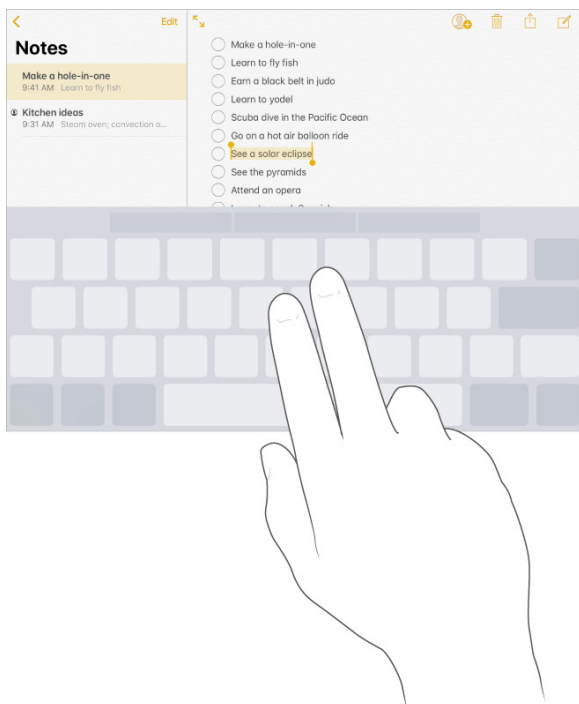 Edit
Notes
Make a hole-in-one
9:41 AM Learn to fly fish
Kitchen ideas
9:31 AM Steam oven; convection a...
Make a hole-in-one
Learn to fly fish
Earn a black belt in judo
Learn to yodel
Scuba dive in the Pacific Ocean
Go on a hot air balloon ride
See a solar eclipse
See the pyramids
Attend an opera